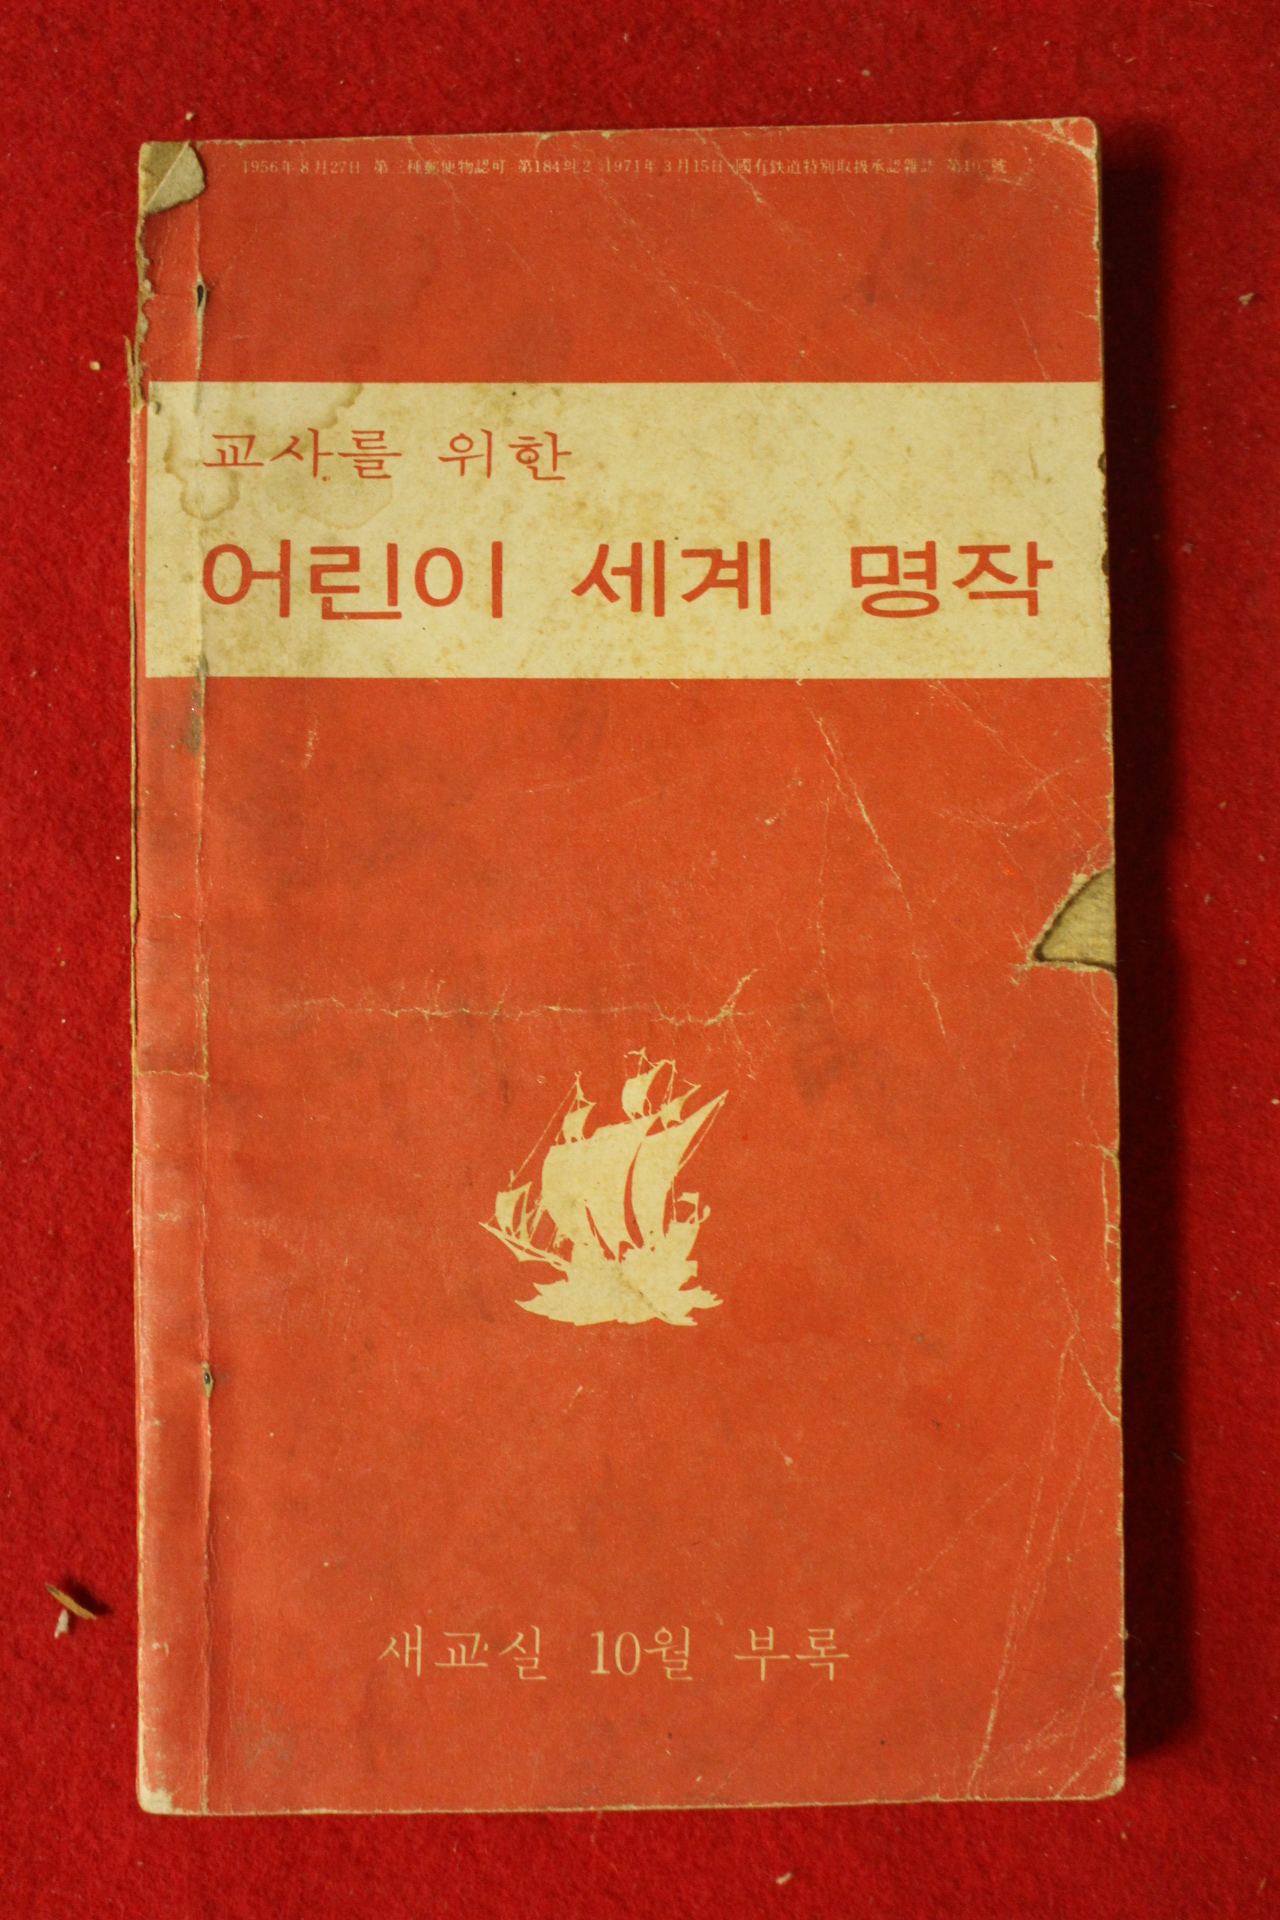 1956年 8月27日 第三種郵便物認可 第184의2 1971年 3月15日 國有鉄道特別取扱承認雜誌
교사를 위한
어린이 세계 명작
새교실 10월 부록